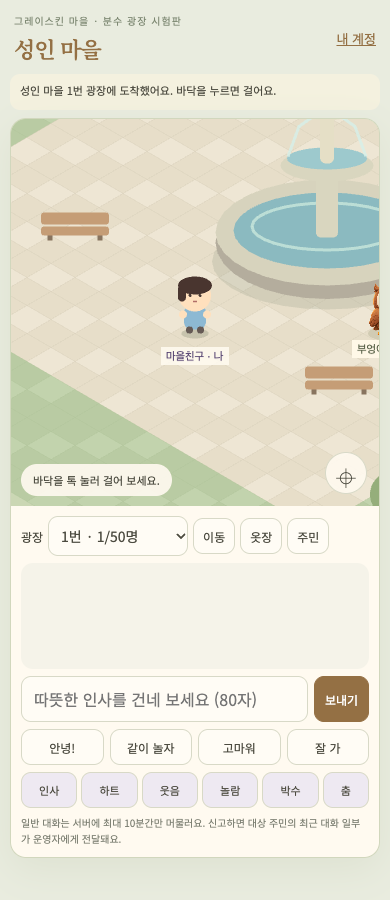 그레이스킨 마을 · 분수 광장 시험판
성인 마을
내 계정
성인 마을 1번 광장에 도착했어요. 바닥을 누르면 걸어요.
마을친구 · 나
바닥을 톡 눌러 걸어 보세요.
광장
1번 · 1/50명
이동
옷장
주민
따뜻한 인사를 건네 보세요 (80자)
보내기
안녕!
같이 놀자
고마워
잘 가
인사
하트
웃음
놀람
박수
춤
일반 대화는 서버에 최대 10분간만 머물러요. 신고하면 대상 주민의 최근 대화 일부
가 운영자에게 전달돼요.